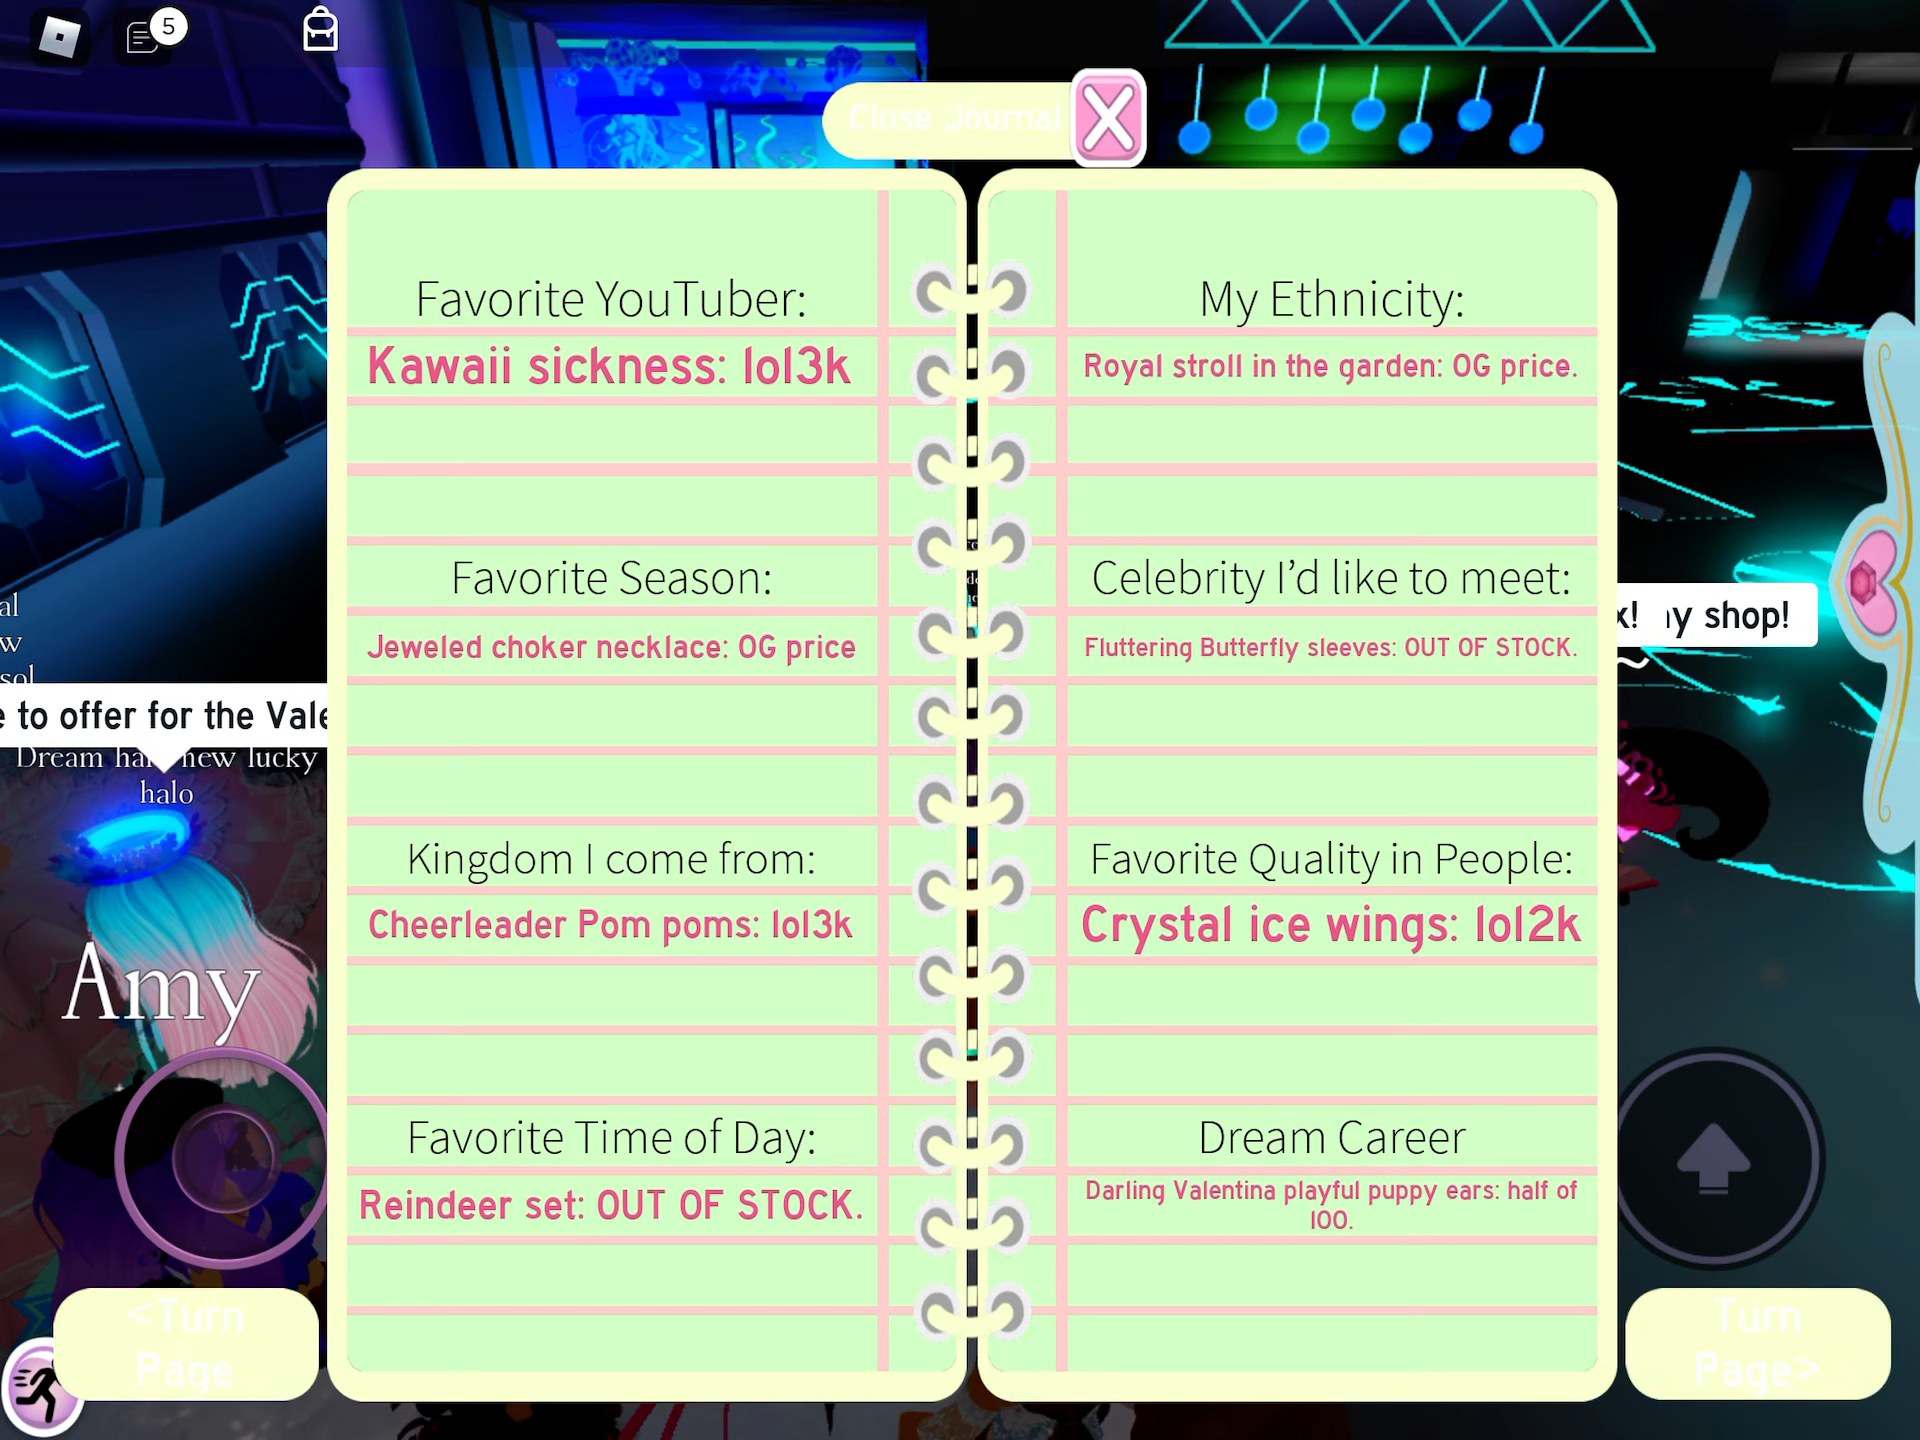 5
Close Journal
Favorite YouTuber:
Kawaii sickness: lol3k
Favorite Season:
Jeweled choker necklace: OG price
Kingdom I come from:
Cheerleader Pom poms: lol3k
Favorite Time of Day:
Reindeer set: OUT OF STOCK.
My Ethnicity:
Royal stroll in the garden: OG price.
Celebrity I'd like to meet:
Fluttering Butterfly sleeves: OUT OF STOCK.
Favorite Quality in People:
Crystal ice wings: lol2k
Dream Career
Darling Valentina playful puppy ears: half of
100.
to offer for the Vale
Dream new lucky
halo
Amy
x! shop!
<Turn
Page
Turn
Page>